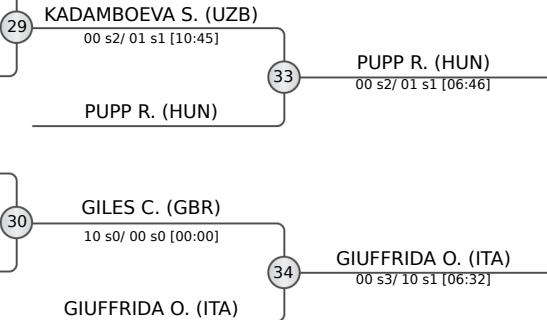 KADAMBOEVA S. (UZB)
29
00 s2/ 01 s1 [10:45]
PUPP R. (HUN)
33
00 s2/ 01 s1 [06:46]
PUPP R. (HUN)
GILES C. (GBR)
30
10 s0/ 00 s0 [00:00]
GIUFFRIDA O. (ITA)
34
00 s3/ 10 s1 [06:32]
GIUFFRIDA O. (ITA)